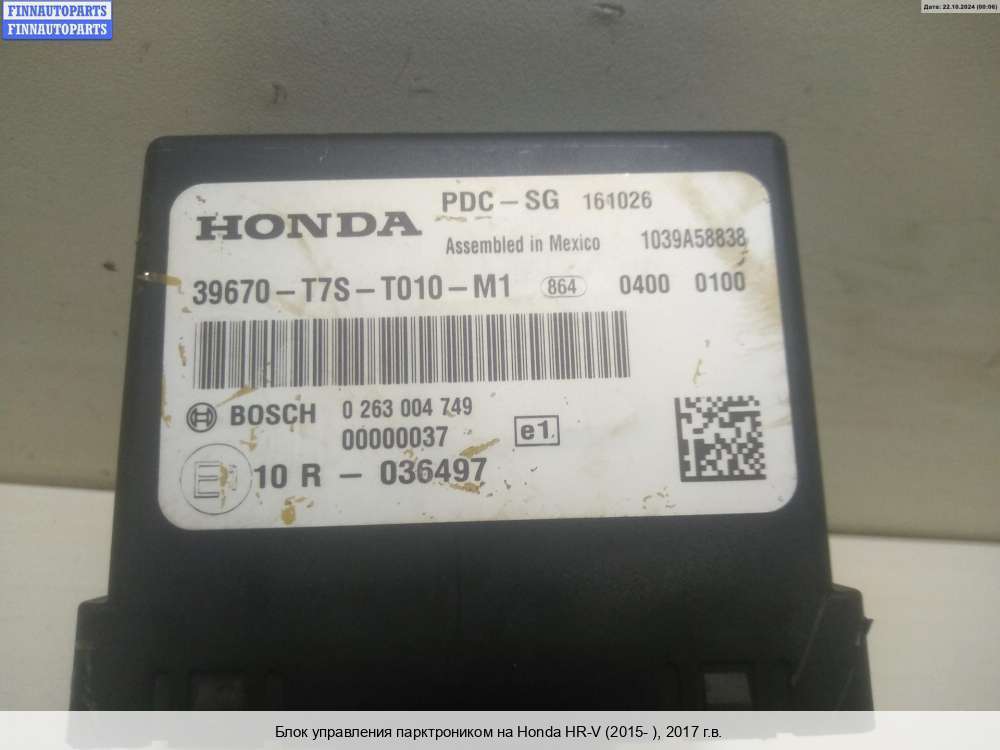 FINNAUTOPARTS
FINNAUTOPARTS
Дата: 22.10.2024 (00:06)
HONDA PDC-SG 161026
Assembled in Mexico 1039A58838
39670-T7S-T010-M1 864 0400 0100
BOSCH 0 263 004 749
00000037 e1
10 R - 036497
Блок управления парктроником на Honda HR-V (2015- ), 2017 г.в.